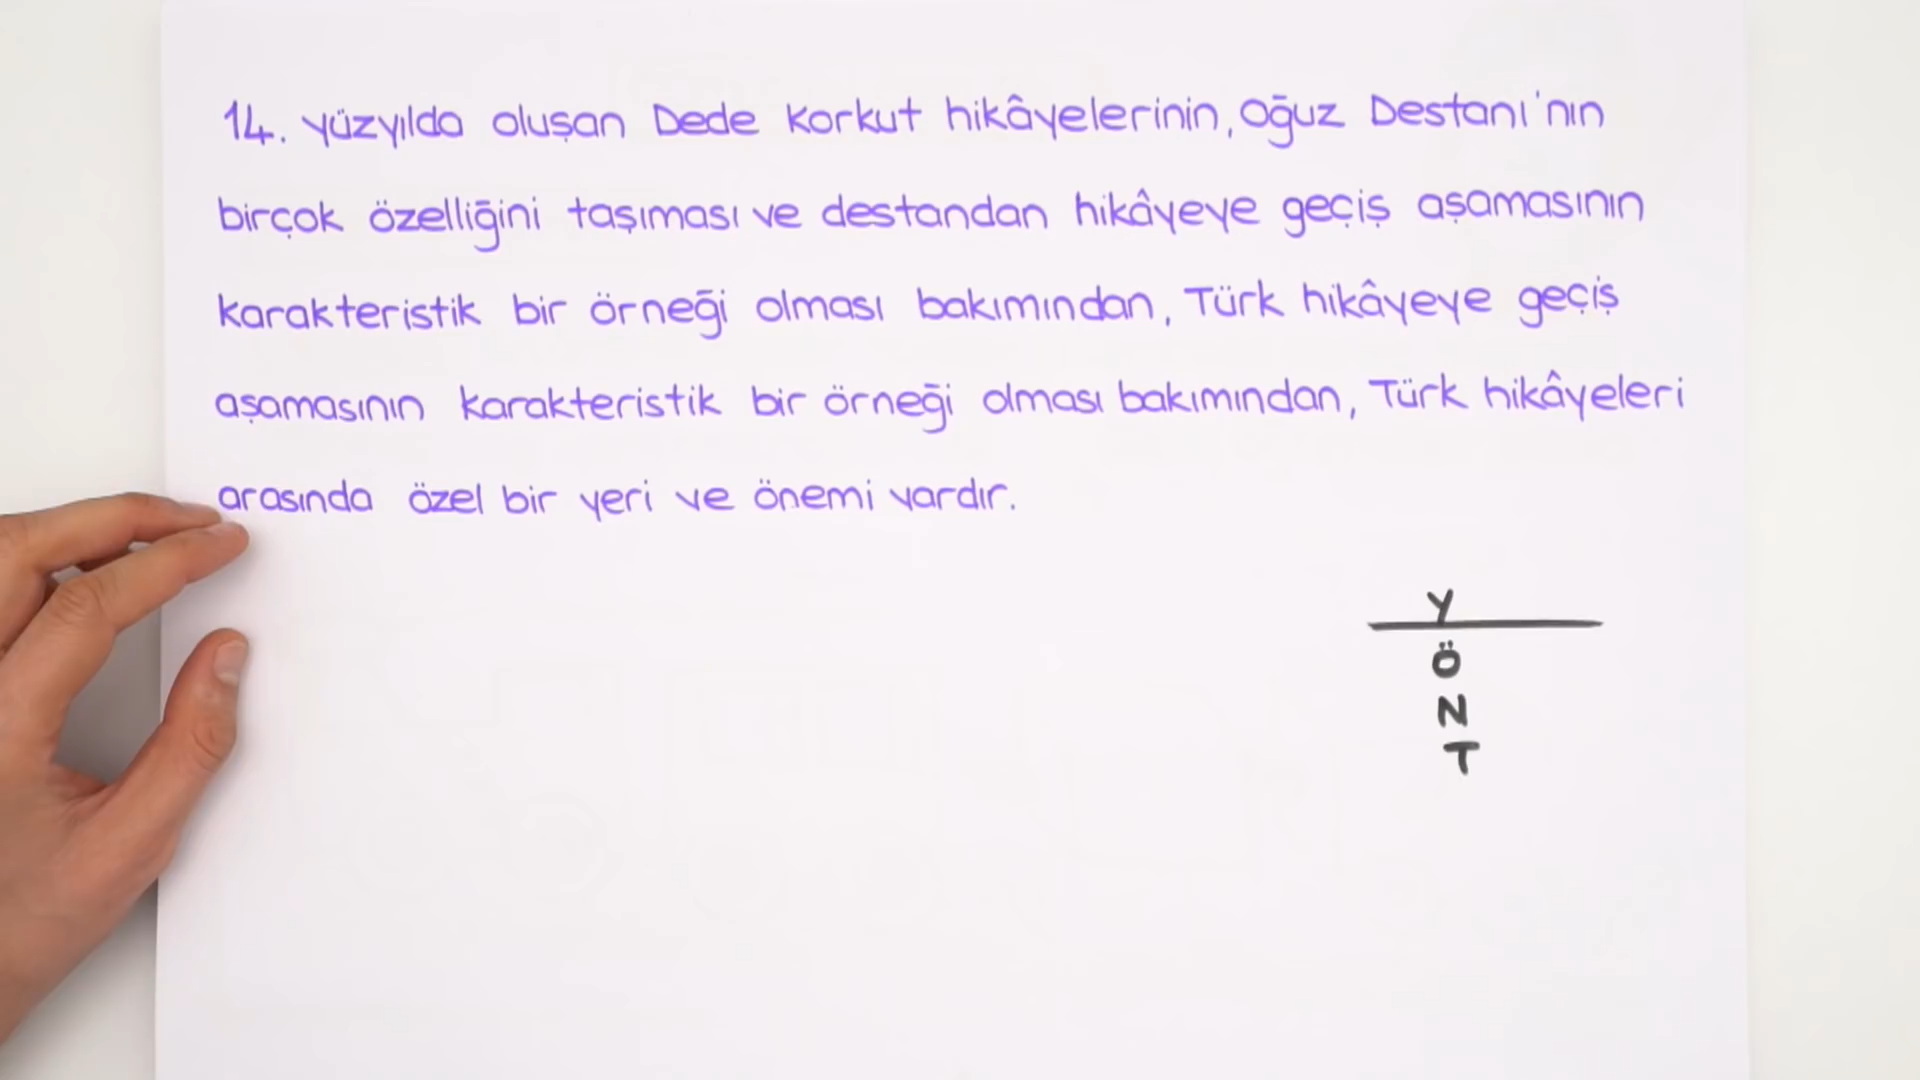 14. yüzyılda oluşan Dede Korkut hikâyelerinin, Oğuz Destanı'nın
birçok özelliğini taşıması ve destandan hikâyeye geçiş aşamasının
karakteristik bir örneği olması bakımından, Türk hikâyeye geçiş
aşamasının karakteristik bir örneği olması bakımından, Türk hikâyeleri
arasında özel bir yeri ve önemi vardır.
Y
Ö
N
T